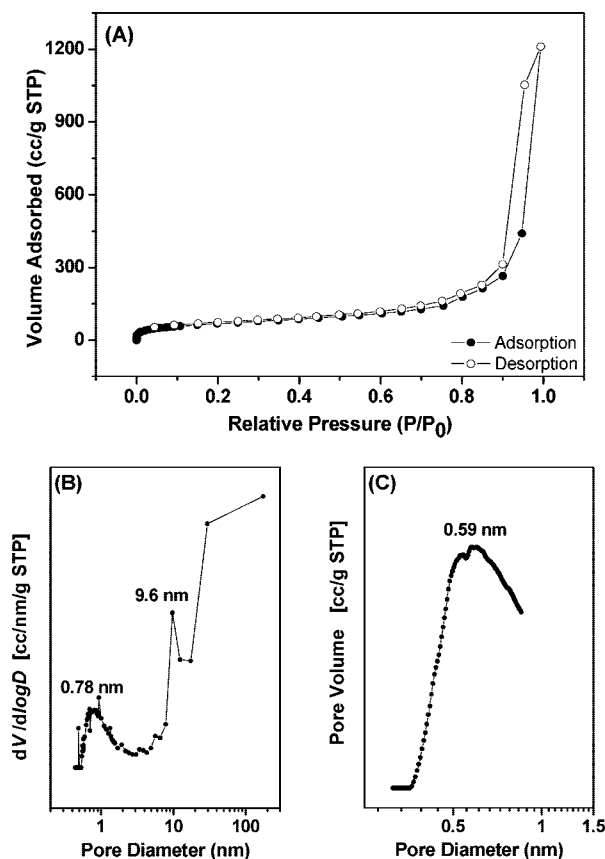 (A)
1200
900
600
300
0
Volume Adsorbed (cc/g STP)
Adsorption
Desorption
0.0 0.2 0.4 0.6 0.8 1.0
Relative Pressure (P/P0)
(B)
9.6 nm
0.78 nm
dV/dlogD [cc/nm/g STP]
1 10 100
Pore Diameter (nm)
(C)
0.59 nm
Pore Volume [cc/g STP]
0.5 1 1.5
Pore Diameter (nm)